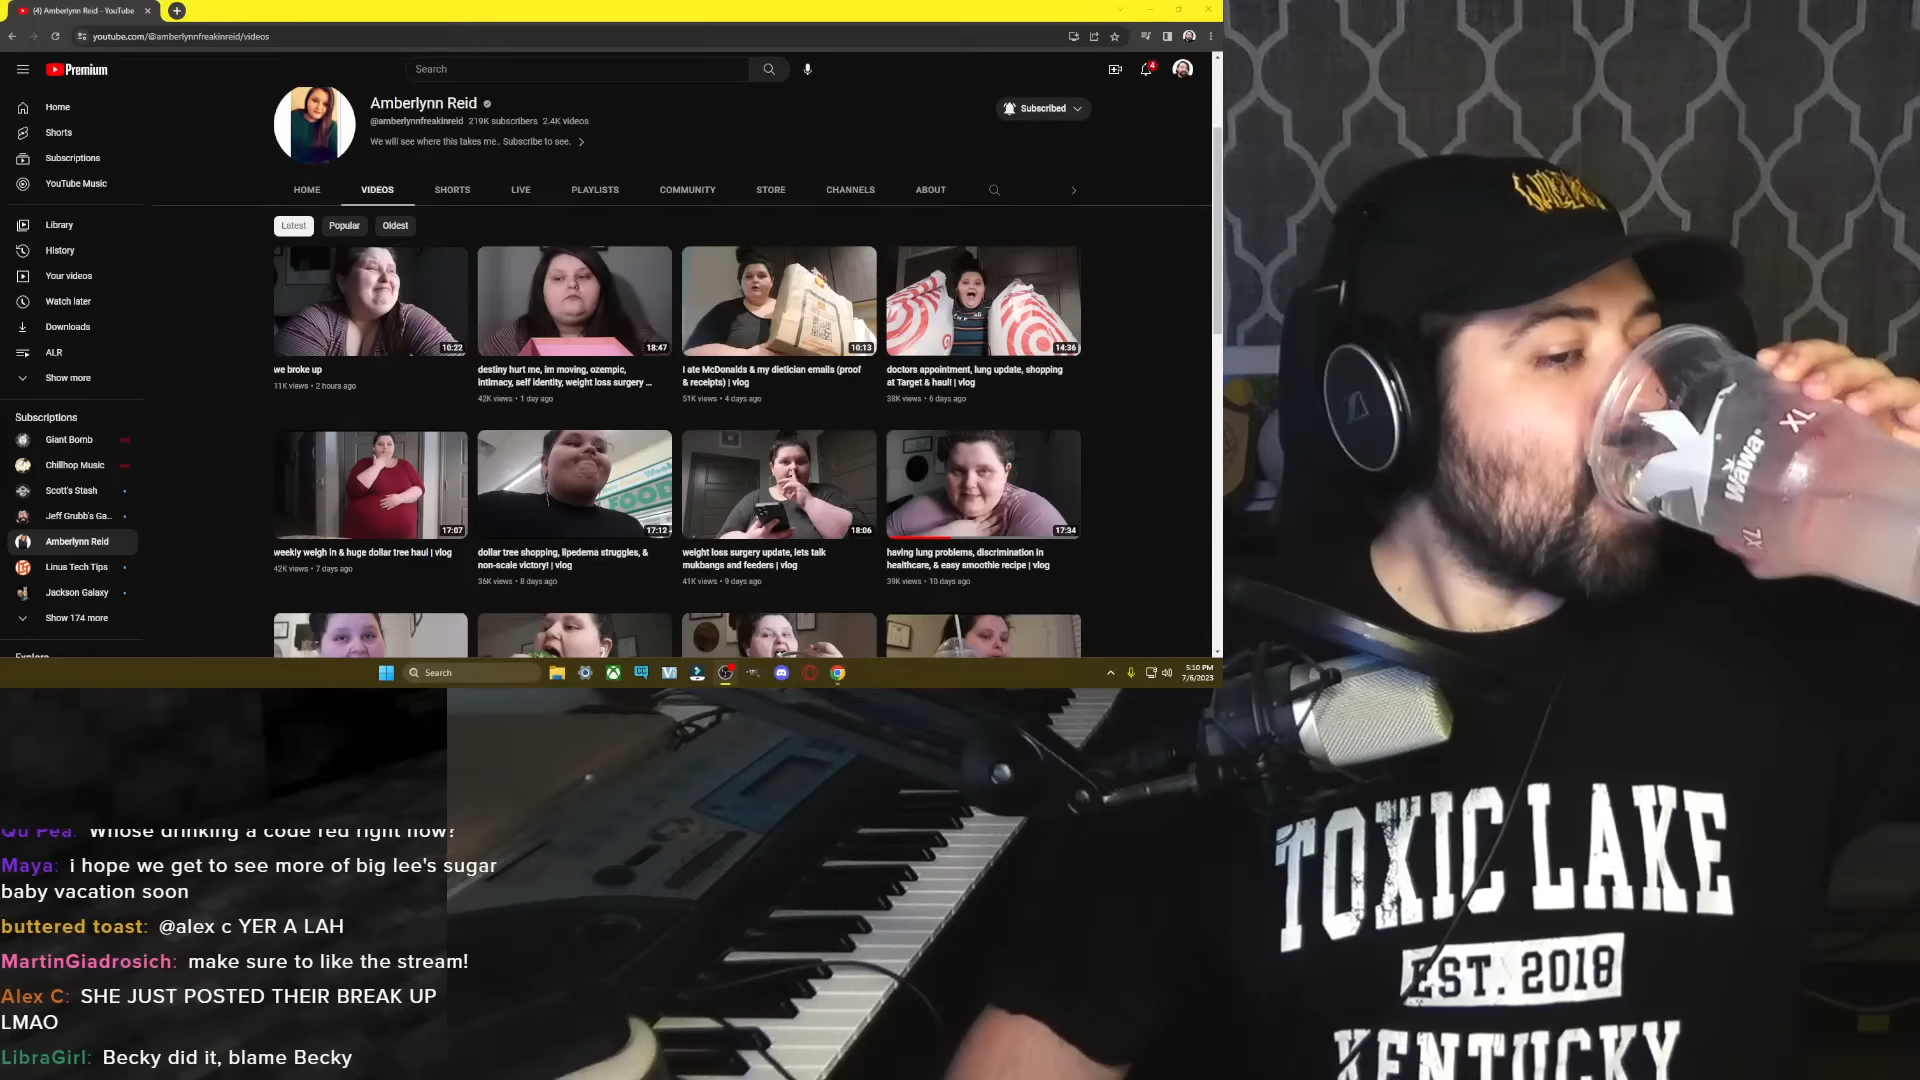 (4) Amberlynn Reid - YouTube
youtube.com/@amberlynnfreakinreid/videos
Premium
Search
4
Home
Shorts
Subscriptions
YouTube Music
Library
History
Your videos
Watch later
Downloads
ALR
Show more
Subscriptions
Giant Bomb
Chillhop Music
Scott's Stash
Jeff Grubb's Ga...
Amberlynn Reid
Linus Tech Tips
Jackson Galaxy
Show 174 more
Explore
Amberlynn Reid
@amberlynnfreakinreid 219K subscribers 2.4K videos
We will see where this takes me.. Subscribe to see.
Subscribed
HOME VIDEOS SHORTS LIVE PLAYLISTS COMMUNITY STORE CHANNELS ABOUT
Latest Popular Oldest
10:22
we broke up
11K views • 2 hours ago
18:47
destiny hurt me, im moving, ozempic,
intimacy, self identity, weight loss surgery ...
42K views • 1 day ago
10:13
i ate McDonalds & my dietician emails (proof
& receipts) | vlog
51K views • 4 days ago
14:36
doctors appointment, lung update, shopping
at Target & haul! | vlog
38K views • 6 days ago
17:07
weekly weigh in & huge dollar tree haul | vlog
42K views • 7 days ago
FOOD
17:12
dollar tree shopping, lipedema struggles, &
non-scale victory! | vlog
36K views • 8 days ago
18:06
weight loss surgery update, lets talk
mukbangs and feeders | vlog
41K views • 9 days ago
17:34
having lung problems, discrimination in
healthcare, & easy smoothie recipe | vlog
39K views • 10 days ago
Search
5:10 PM
7/6/2023
Qu Pea: Whose drinking a code red right now?
Maya: i hope we get to see more of big lee's sugar
baby vacation soon
buttered toast: @alex c YER A LAH
MartinGiadrosich: make sure to like the stream!
Alex C: SHE JUST POSTED THEIR BREAK UP
LMAO
LibraGirl: Becky did it, blame Becky
Wawa
XL
XL
TOXIC LAKE
EST. 2018
KENTUCKY